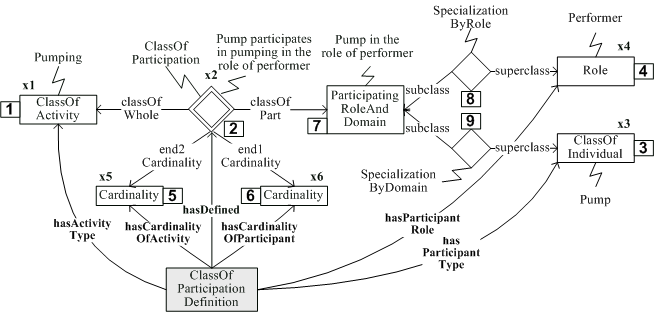 Specialization
ByRole
Performer
Pump participates
in pumping in the
role of performer
ClassOf
Participation
Pumping
Pump in the
role of performer
x1
x2
x4
1
ClassOf
Activity
classOf
Whole
classOf
Part
2
Participating
RoleAnd
Domain
7
subclass
superclass
8
Role
4
subclass
9
superclass
x3
ClassOf
Individual
3
end2
Cardinality
end1
Cardinality
Specialization
ByDomain
Pump
x5
Cardinality
5
x6
6
Cardinality
hasActivity
Type
hasCardinality
OfActivity
hasDefined
hasCardinality
OfParticipant
hasParticipant
Role
has
Participant
Type
ClassOf
Participation
Definition